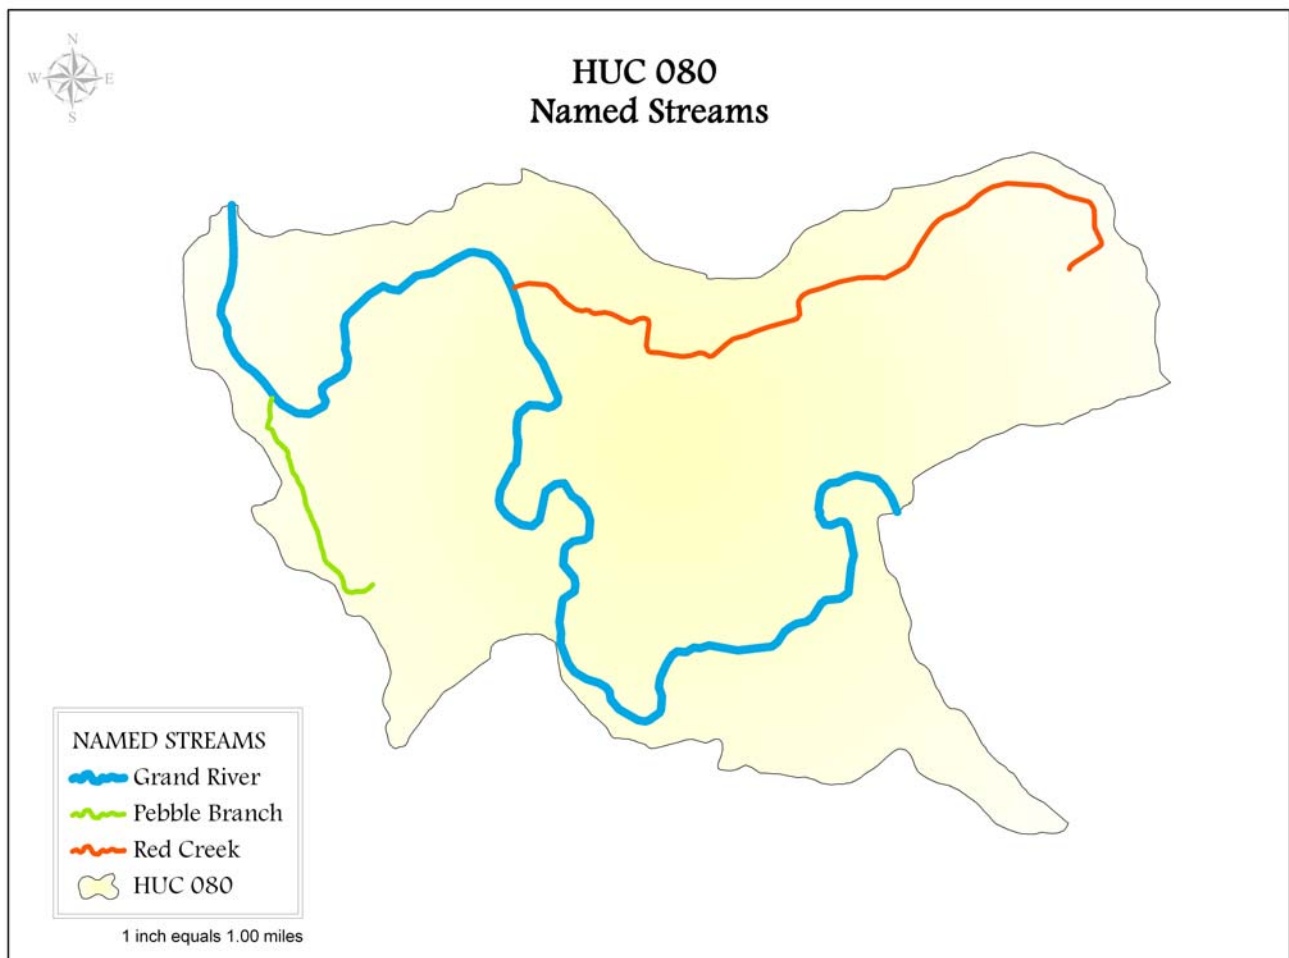 N
W E
S
HUC 080
Named Streams
NAMED STREAMS
Grand River
Pebble Branch
Red Creek
HUC 080
1 inch equals 1.00 miles